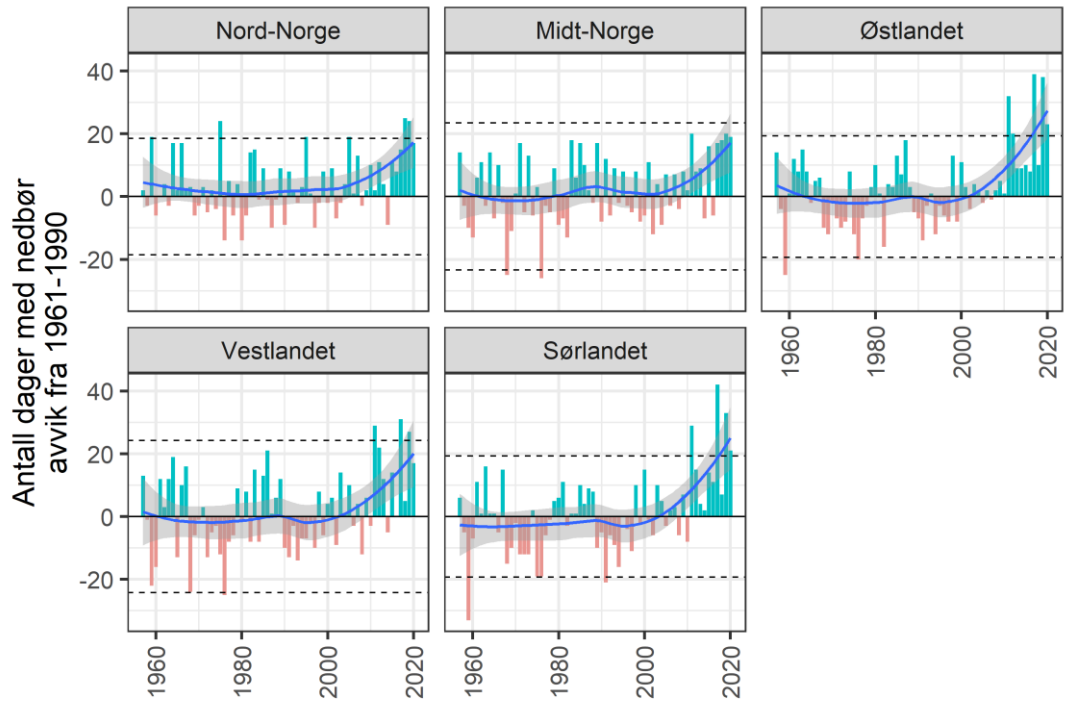 Antall dager med nedbør
avvik fra 1961-1990
Nord-Norge
Midt-Norge
Østlandet
40
20
0
-20
1960
1980
2000
2020
Vestlandet
Sørlandet
40
20
0
-20
1960
1980
2000
2020
1960
1980
2000
2020